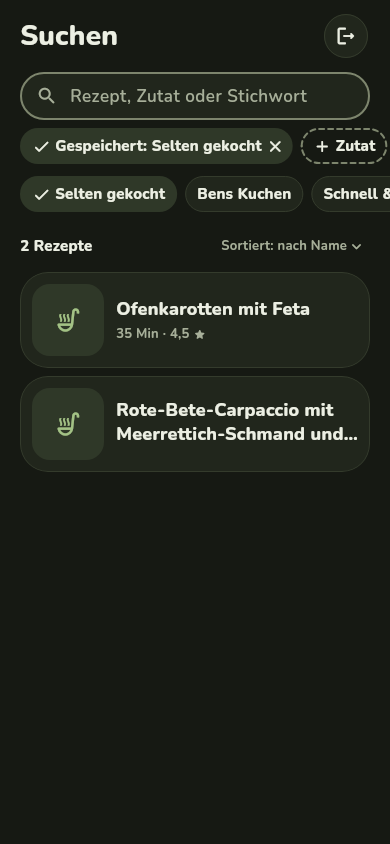 Suchen
Rezept, Zutat oder Stichwort
Gespeichert: Selten gekocht
Zutat
Selten gekocht
Bens Kuchen
Schnell &
2 Rezepte
Sortiert: nach Name
Ofenkarotten mit Feta
35 Min · 4,5 ★
Rote-Bete-Carpaccio mit
Meerrettich-Schmand und…